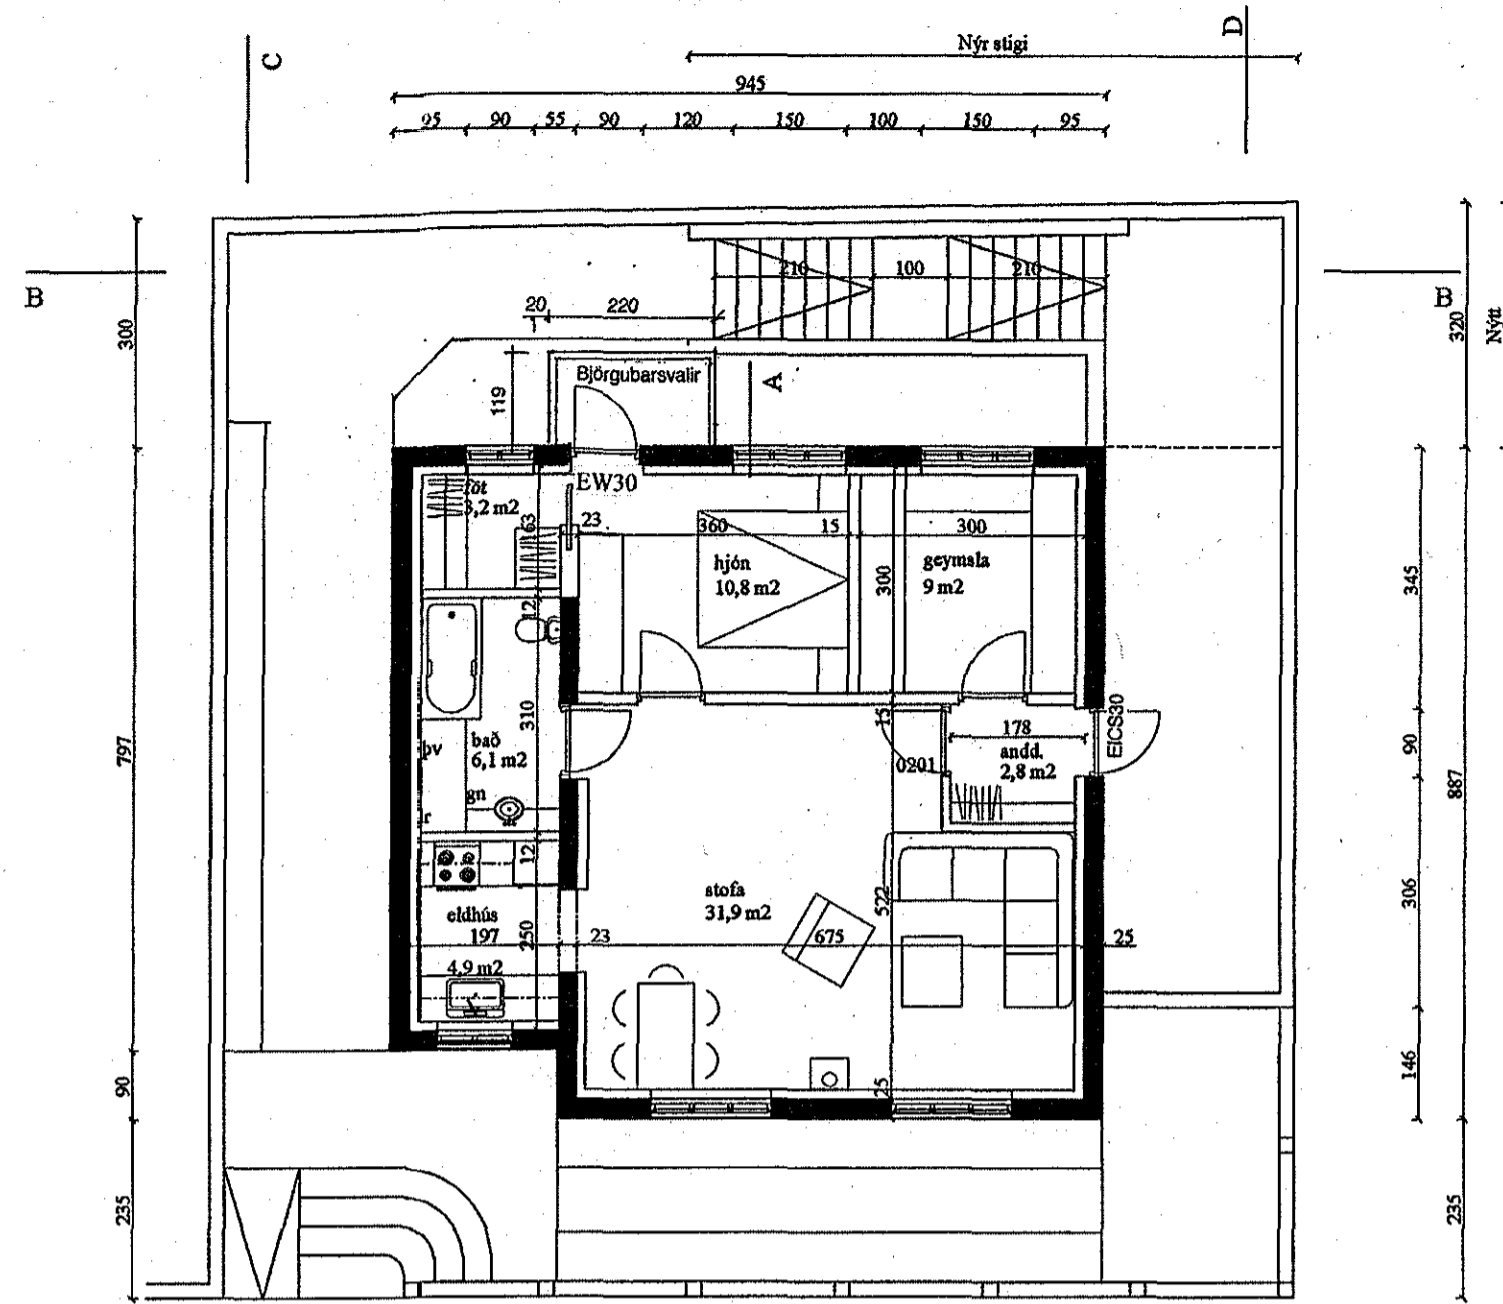 C
D
Nýr stigi
945
95 90 55 90 120 150 100 150 95
B
B
210 100 210
20 220
300
320
Nýtt
Björgubarsvalir
119
A
EW30
föt
3,2 m2
163
23 360 15 300
hjón
10,8 m2
geymsla
9 m2
300
345
12
310
15
bað
6,1 m2
þv
gn
r
178
andd.
2,8 m2
0201
EICS30
90
797
887
12
stofa
31,9 m2
522
306
eldhús
197
250
23
675
25
4,9 m2
146
90
25
235
235